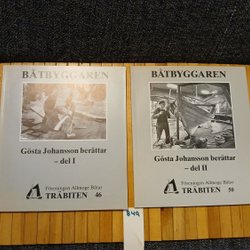 BÅTBYGGAREN
Gösta Johansson berättar
- del I
Föreningen Allmoge Båtar
TRÄBITEN 46
BÅTBYGGAREN
Gösta Johansson berättar
- del II
Föreningen Allmoge Båtar
TRÄBITEN 50